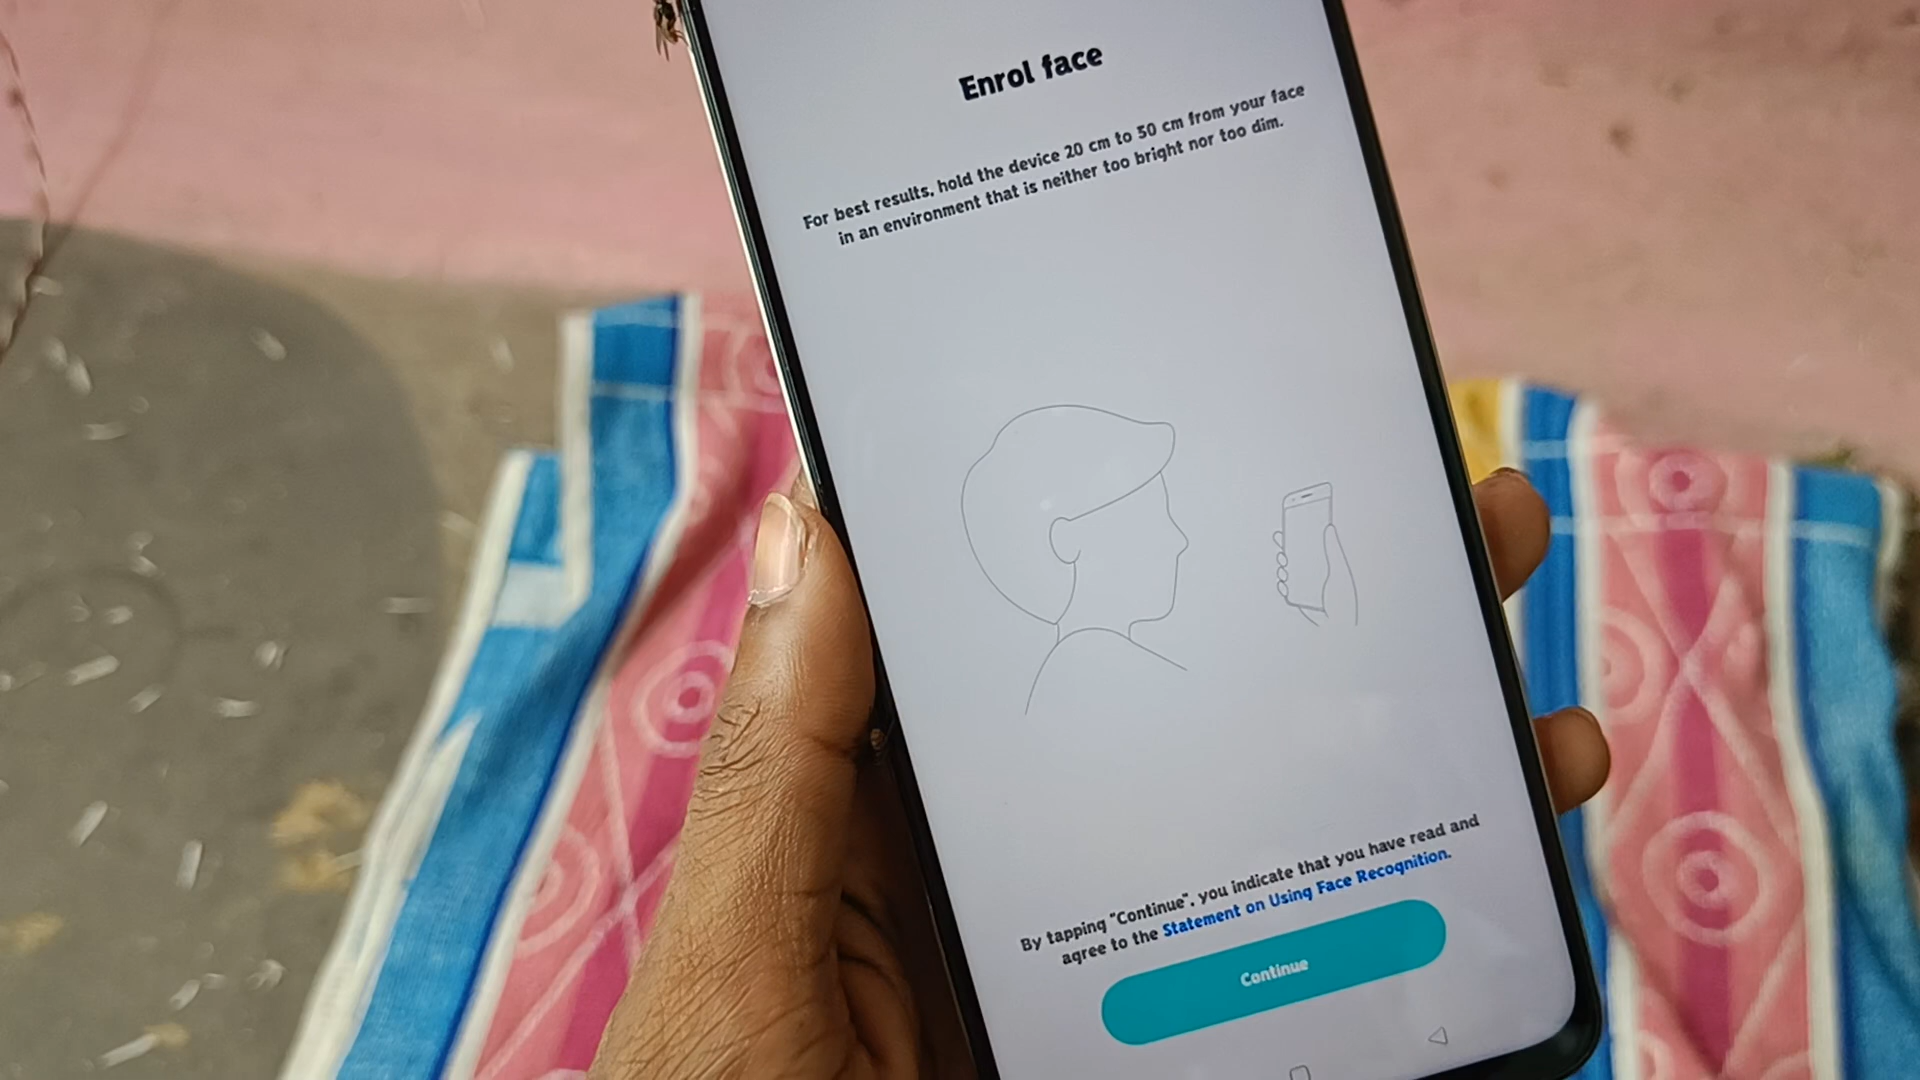 Enrol face
For best results, hold the device 20 cm to 50 cm from your face
in an environment that is neither too bright nor too dim.
By tapping "Continue", you indicate that you have read and
agree to the Statement on Using Face Recognition.
Continue